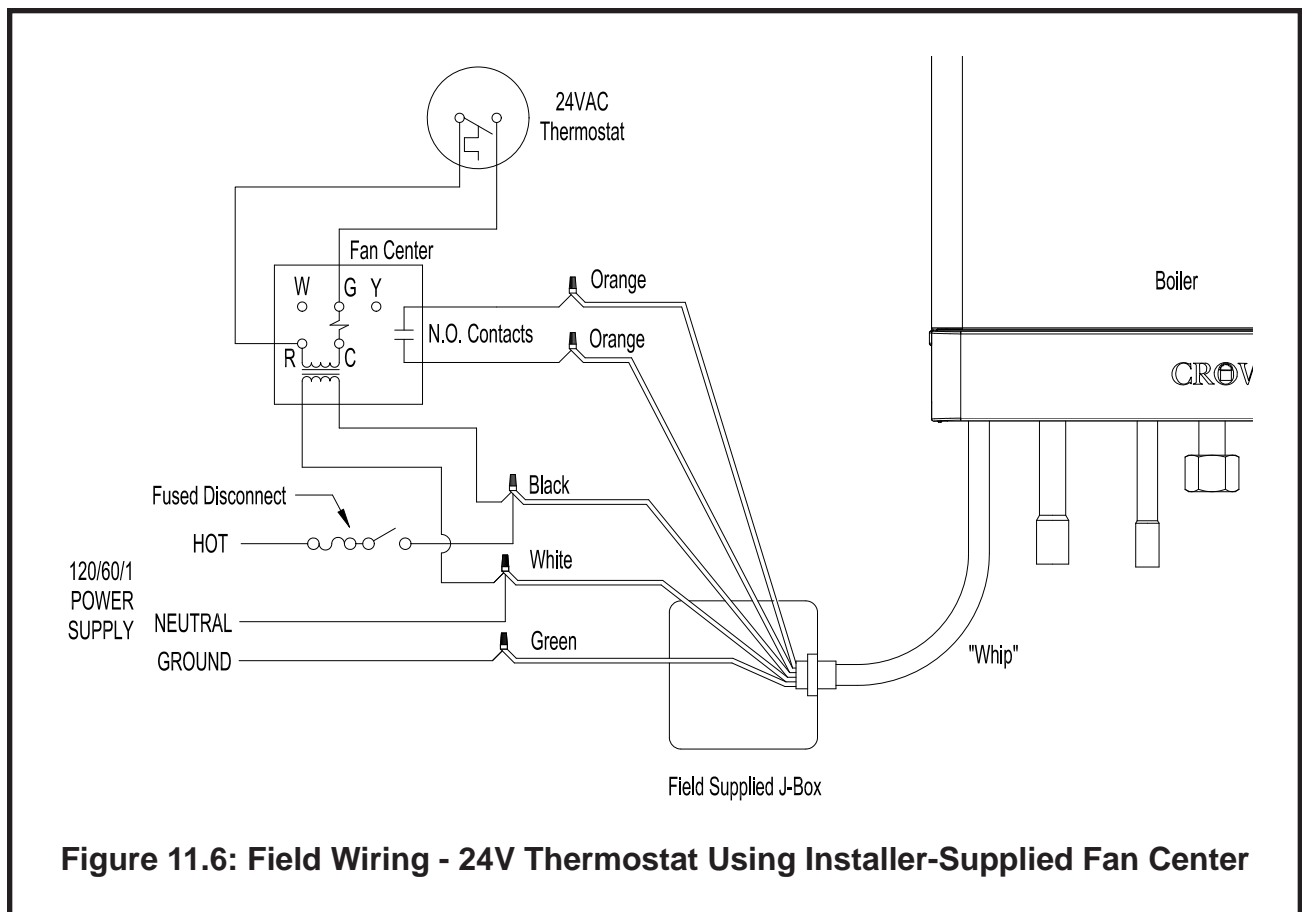 24VAC
Thermostat
Fan Center
W
G
Y
R
C
N.O. Contacts
Orange
Orange
Boiler
Fused Disconnect
Black
HOT
White
120/60/1
POWER
SUPPLY
NEUTRAL
Green
GROUND
"Whip"
Field Supplied J-Box
Figure 11.6: Field Wiring - 24V Thermostat Using Installer-Supplied Fan Center